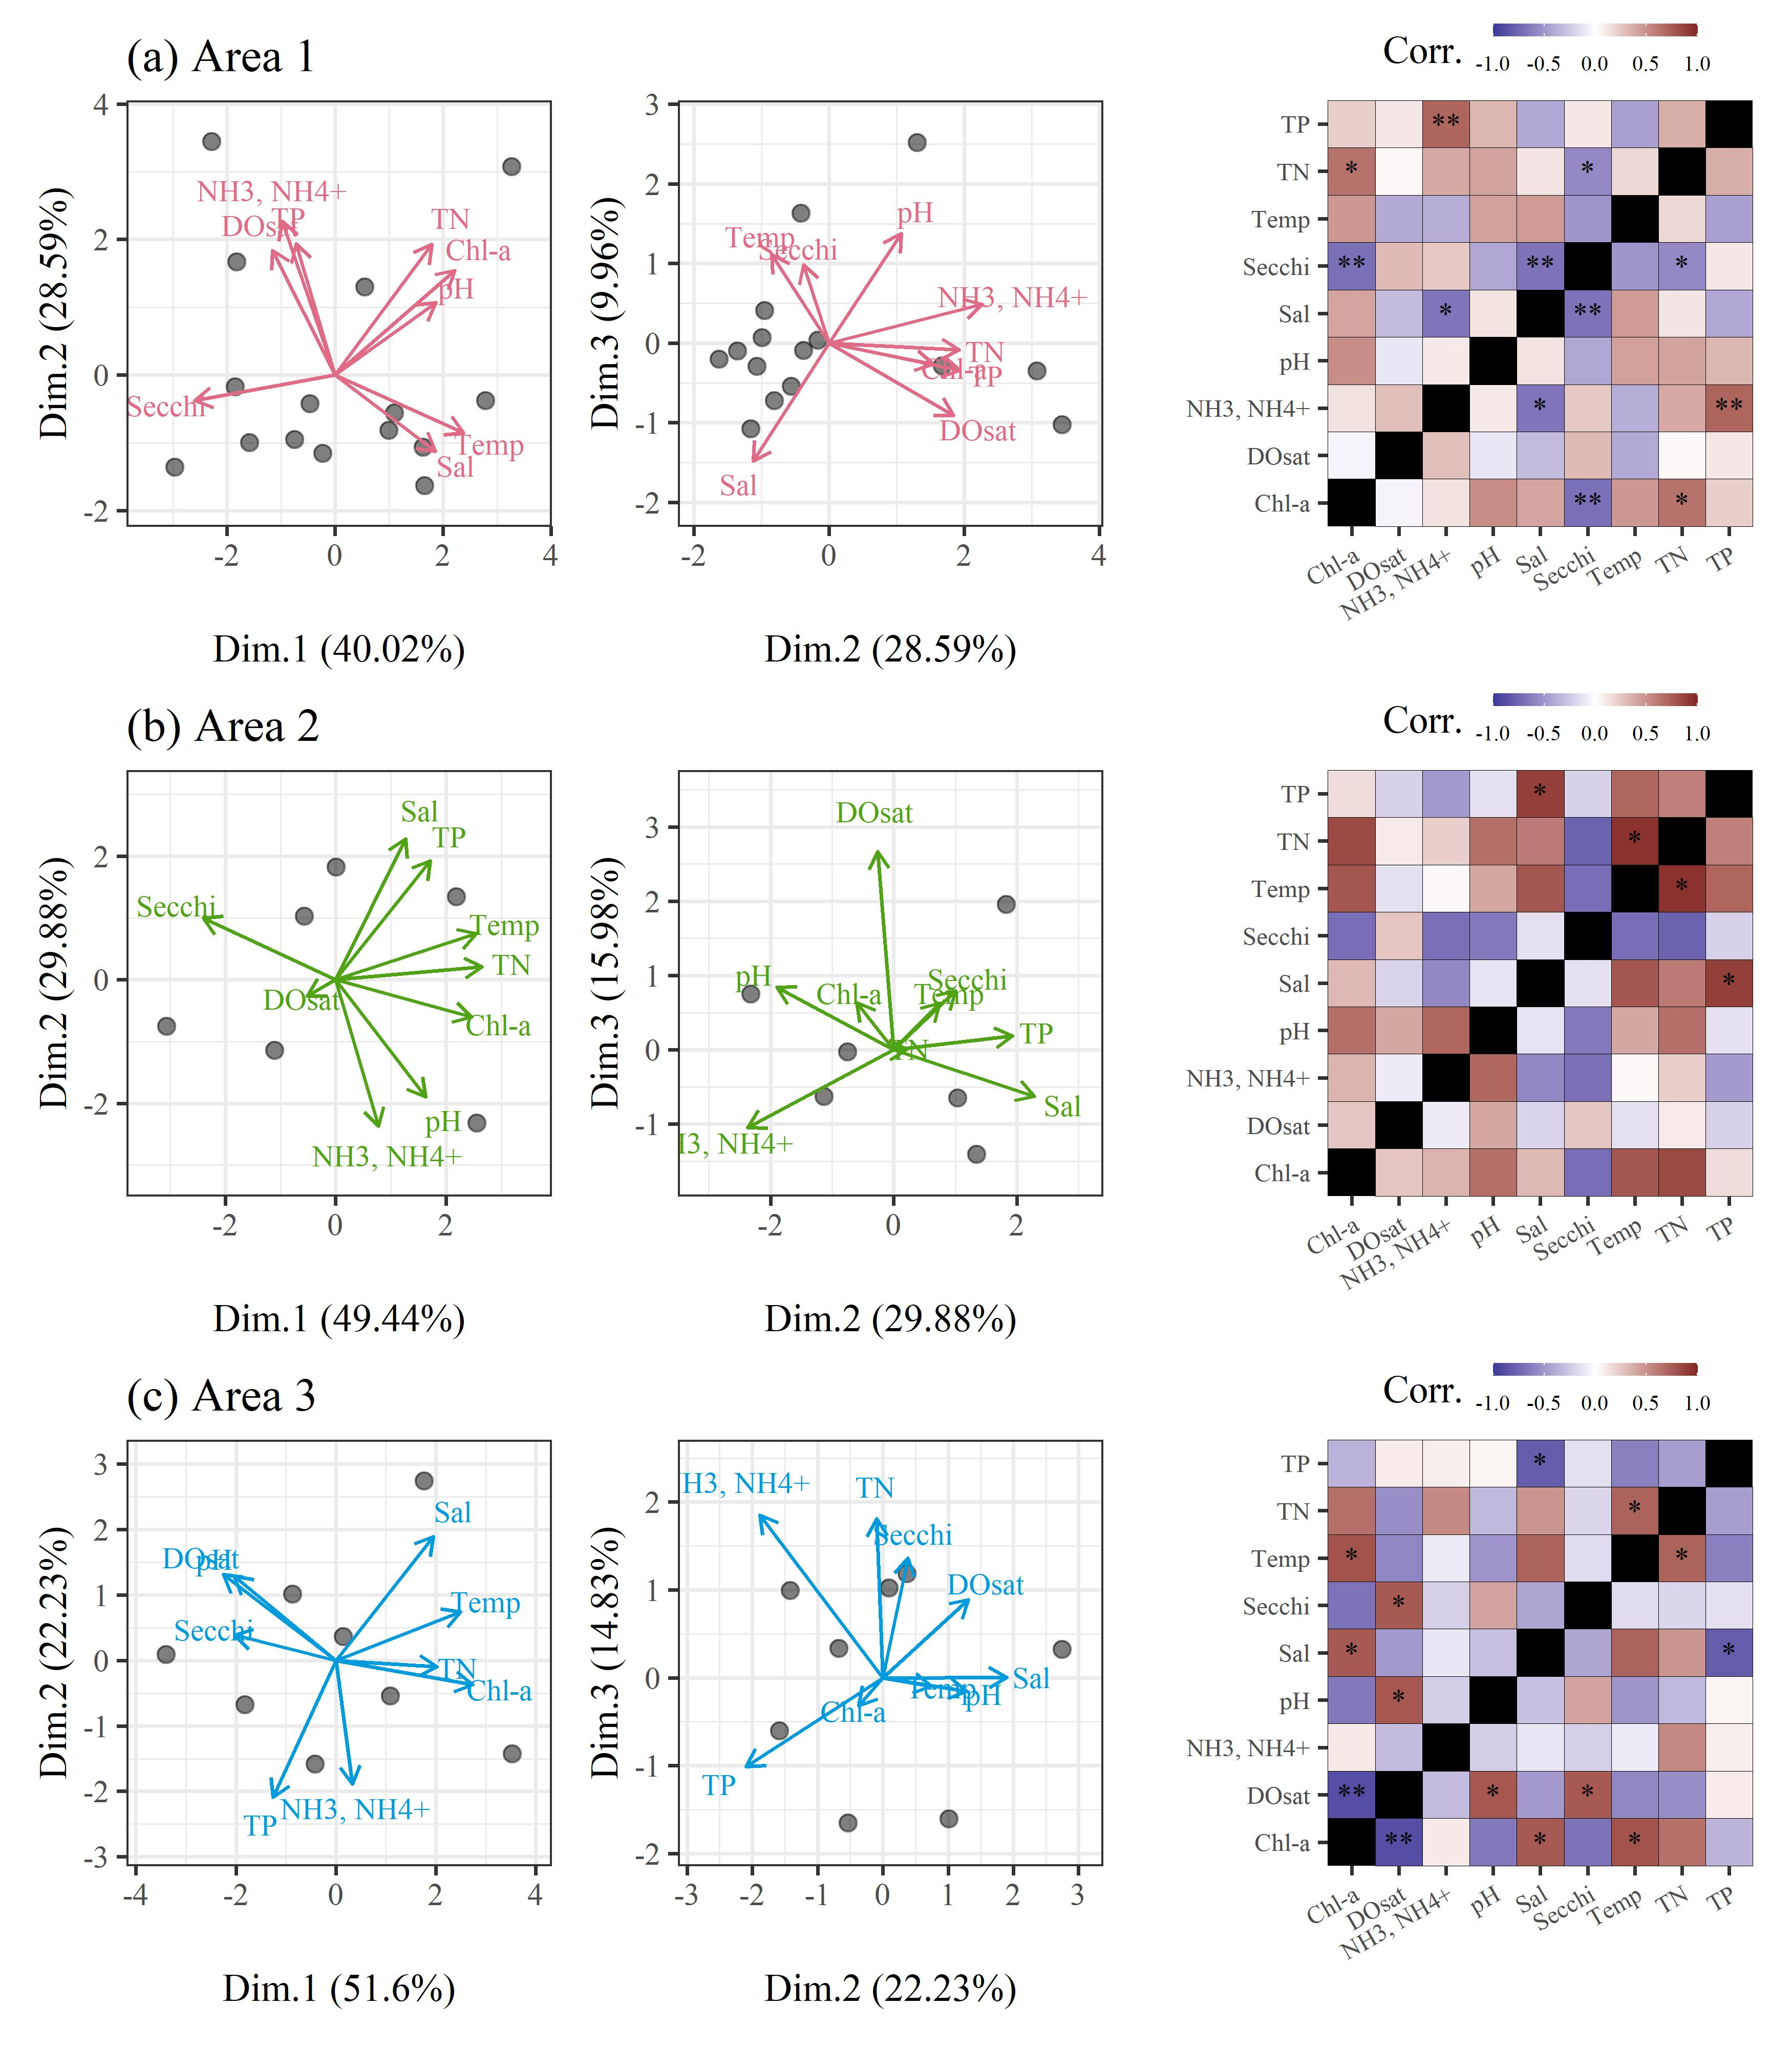 (a) Area 1
Dim.2 (28.59%)
4
2
0
-2
NH3, NH4+
TP
DOsat
TN
Chl-a
pH
Secchi
Temp
Sal
-2 0 2 4
Dim.1 (40.02%)
Dim.3 (9.96%)
3
2
1
0
-1
-2
pH
Temp
Secchi
NH3, NH4+
TN
Chl-a
TP
DOsat
Sal
-2 0 2 4
Dim.2 (28.59%)
Corr.
-1.0 -0.5 0.0 0.5 1.0
TP **
TN * *
Temp
Secchi ** ** *
Sal * **
pH
NH3, NH4+ * **
DOsat
Chl-a ** *
Chl-a DOsat NH3, NH4+ pH Sal Secchi Temp TN TP
(b) Area 2
Dim.2 (29.88%)
2
0
-2
Sal
TP
Secchi
Temp
TN
DOsat
Chl-a
pH
NH3, NH4+
-2 0 2
Dim.1 (49.44%)
Dim.3 (15.98%)
3
2
1
0
-1
DOsat
pH
Secchi
Chl-a
Temp
TP
TN
Sal
H3, NH4+
-2 0 2
Dim.2 (29.88%)
Corr.
-1.0 -0.5 0.0 0.5 1.0
TP *
TN *
Temp *
Secchi
Sal *
pH
NH3, NH4+
DOsat
Chl-a
Chl-a DOsat NH3, NH4+ pH Sal Secchi Temp TN TP
(c) Area 3
Dim.2 (22.23%)
3
2
1
0
-1
-2
-3
Sal
DOsat
pH
Temp
Secchi
TN
Chl-a
TP
NH3, NH4+
-4 -2 0 2 4
Dim.1 (51.6%)
Dim.3 (14.83%)
2
1
0
-1
-2
H3, NH4+
TN
Secchi
DOsat
Sal
Temp
pH
Chl-a
TP
-3 -2 -1 0 1 2 3
Dim.2 (22.23%)
Corr.
-1.0 -0.5 0.0 0.5 1.0
TP *
TN *
Temp * *
Secchi *
Sal * *
pH *
NH3, NH4+
DOsat ** * *
Chl-a ** * *
Chl-a DOsat NH3, NH4+ pH Sal Secchi Temp TN TP